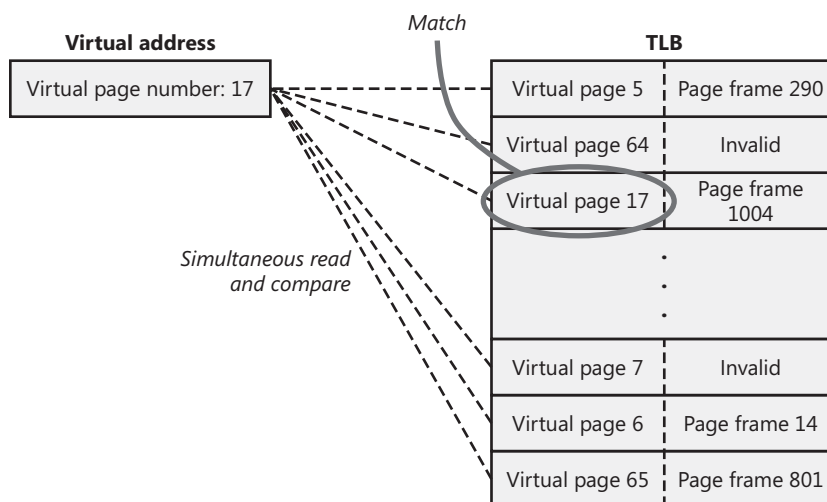 Match
Virtual address
TLB
Virtual page number: 17
Virtual page 5
Page frame 290
Virtual page 64
Invalid
Virtual page 17
Page frame
1004
Simultaneous read
and compare
.
.
.
Virtual page 7
Invalid
Virtual page 6
Page frame 14
Virtual page 65
Page frame 801